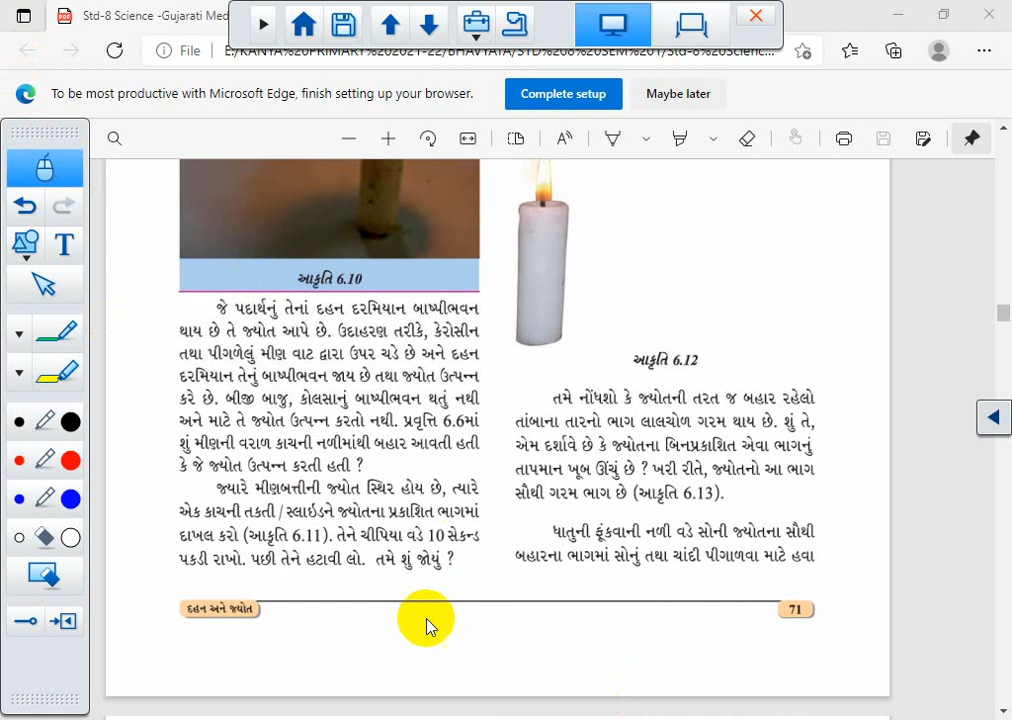 Std-8 Science -Gujarati Med
File
E:/KANYA%20PRIMARY%202021-22/BHAVYATA/STD%208%20SEM%201/Std-8%20Scienc...
To be most productive with Microsoft Edge, finish setting up your browser.
Complete setup
Maybe later
T
આકૃતિ 6.10
જે પદાર્થનું તેનાં દહન દરમિયાન બાષ્પીભવન
થાય છે તે જ્યોત આપે છે. ઉદાહરણ તરીકે, કેરોસીન
તથા પીગળેલું મીણ વાટ દ્વારા ઉપર ચડે છે અને દહન
દરમિયાન તેનું બાષ્પીભવન જાય છે તથા જ્યોત ઉત્પન્ન
કરે છે. બીજી બાજુ, કોલસાનું બાષ્પીભવન થતું નથી
અને માટે તે જ્યોત ઉત્પન્ન કરતો નથી. પ્રવૃત્તિ 6.6માં
શું મીણની વરાળ કાચની નળીમાંથી બહાર આવતી હતી
કે જે જ્યોત ઉત્પન્ન કરતી હતી ?
જ્યારે મીણબત્તીની જ્યોત સ્થિર હોય છે, ત્યારે
એક કાચની તકતી / સ્લાઇડને જ્યોતના પ્રકાશિત ભાગમાં
દાખલ કરો (આકૃતિ 6.11). તેને ચીપિયા વડે 10 સેકન્ડ
પકડી રાખો. પછી તેને હટાવી લો. તમે શું જોયું ?
આકૃતિ 6.12
તમે નોંધશો કે જ્યોતની તરત જ બહાર રહેલો
તાંબાના તારનો ભાગ લાલચોળ ગરમ થાય છે. શું તે,
એમ દર્શાવે છે કે જ્યોતના બિનપ્રકાશિત એવા ભાગનું
તાપમાન ખૂબ ઊંચું છે ? ખરી રીતે, જ્યોતનો આ ભાગ
સૌથી ગરમ ભાગ છે (આકૃતિ 6.13).
ધાતુની ફૂંકવાની નળી વડે સોની જ્યોતના સૌથી
બહારના ભાગમાં સોનું તથા ચાંદી પીગાળવા માટે હવા
દહન અને જ્યોત
71